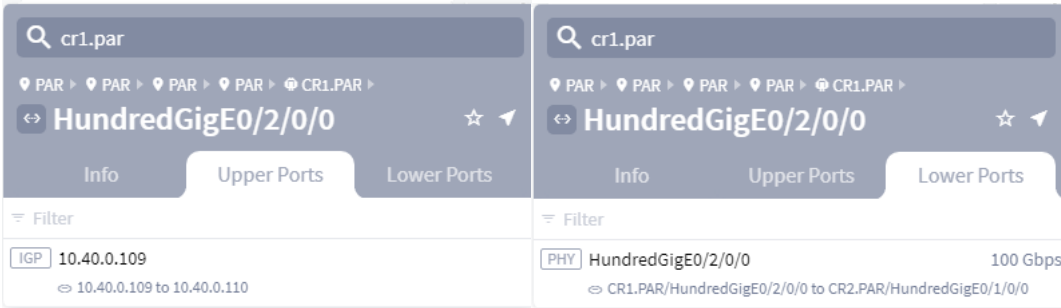 cr1.par
PAR PAR PAR PAR CR1.PAR
HundredGigE0/2/0/0
Info Upper Ports Lower Ports
Filter
IGP 10.40.0.109
10.40.0.109 to 10.40.0.110
cr1.par
PAR PAR PAR PAR CR1.PAR
HundredGigE0/2/0/0
Info Upper Ports Lower Ports
Filter
PHY HundredGigE0/2/0/0 100 Gbps
CR1.PAR/HundredGigE0/2/0/0 to CR2.PAR/HundredGigE0/1/0/0